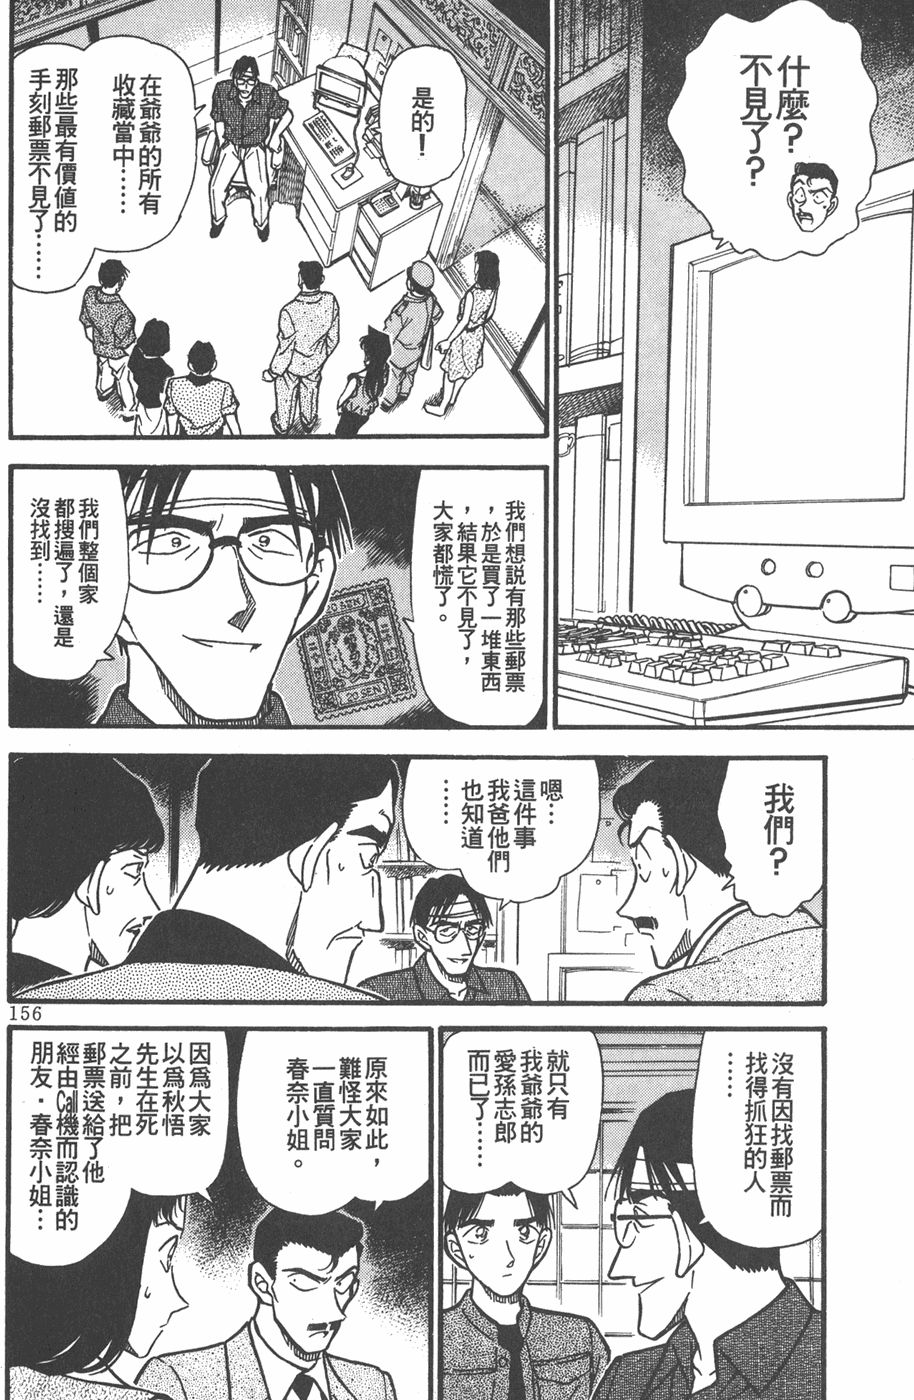 什麼？
不見了？
是的！
在爺爺的所有
收藏當中……
那些最有價值的
手刻郵票不見了……
我們想說有那些郵票
，於是買了一堆東西
，結果它不見了，
大家都慌了。
我們整個家
都搜遍了，還是
沒找到……
20 SEN
20 SEN
我們？
嗯…
這件事
我爸他們
也知道
……
156
沒有因找郵票而
找得抓狂的人
……
就只有
我爺爺的
愛孫志郎
而已了……
原來如此，
難怪大家
一直質問
春奈小姐。
因為大家
以為秋悟
先生在死
之前，把
郵票送給了他
經由Call機而認識的
朋友・春奈小姐…